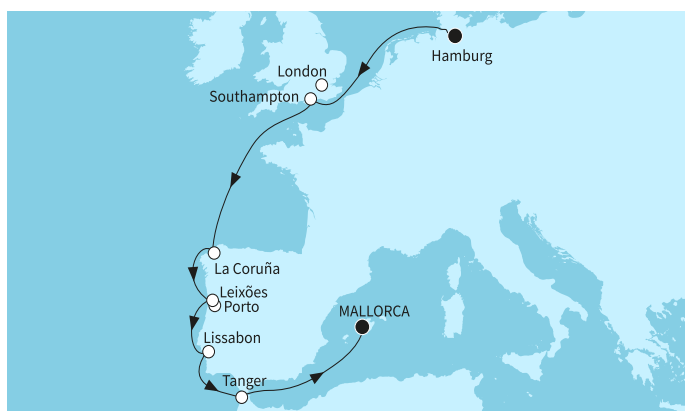 London
Hamburg
Southampton
La Coruña
Leixões
Porto
MALLORCA
Lissabon
Tanger